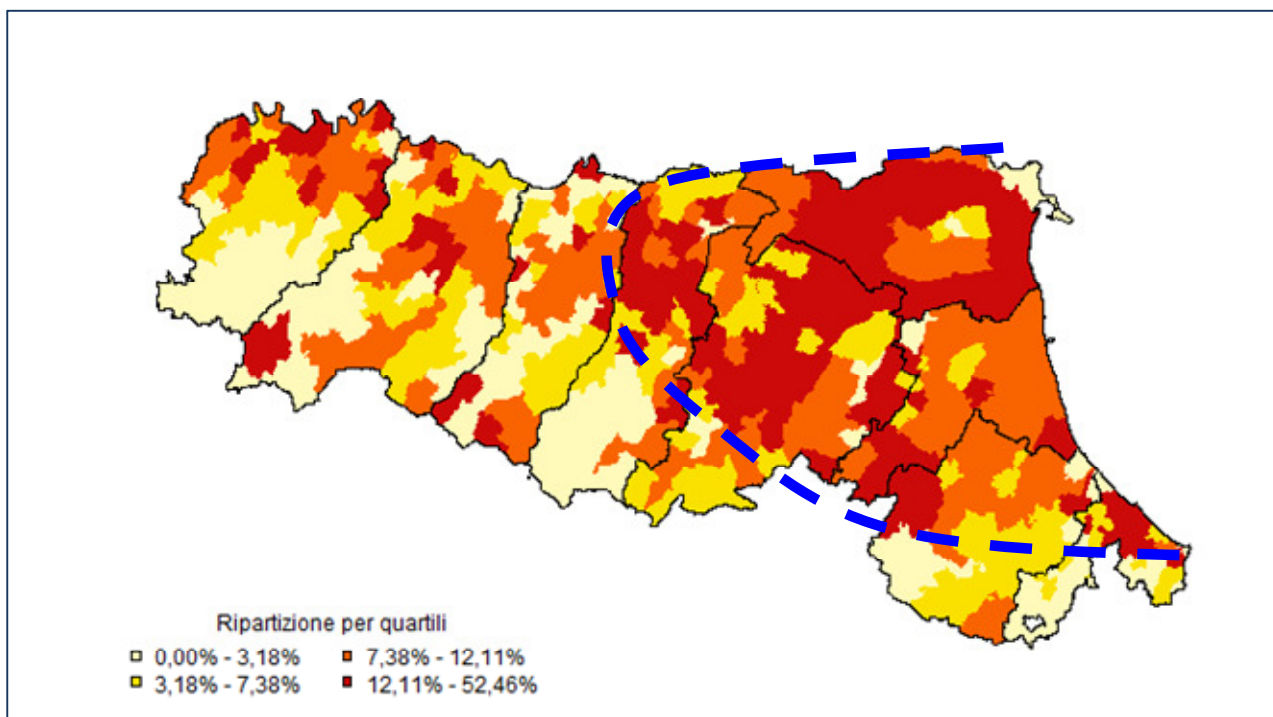 Ripartizione per quartili
0,00% - 3,18%
7,38% - 12,11%
3,18% - 7,38%
12,11% - 52,46%